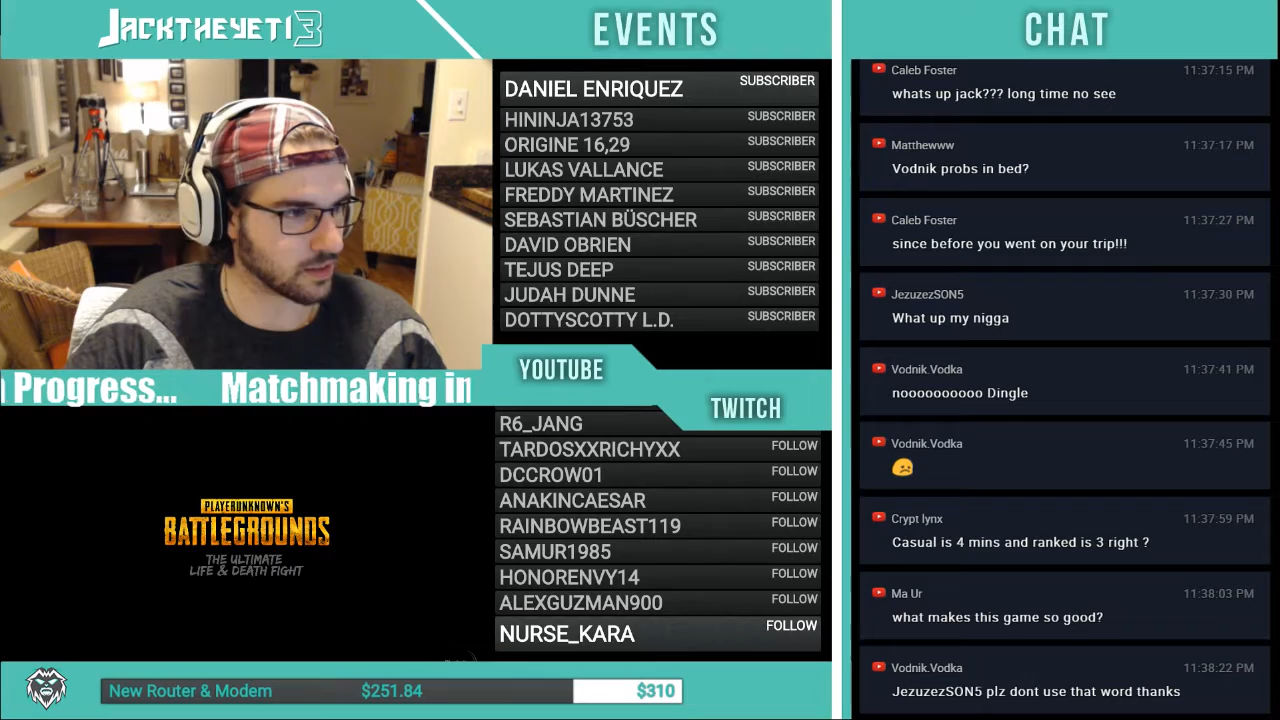 JACKTHEYETI3
EVENTS
DANIEL ENRIQUEZ SUBSCRIBER
HININJA13753 SUBSCRIBER
ORIGINE 16,29 SUBSCRIBER
LUKAS VALLANCE SUBSCRIBER
FREDDY MARTINEZ SUBSCRIBER
SEBASTIAN BÜSCHER SUBSCRIBER
DAVID OBRIEN SUBSCRIBER
TEJUS DEEP SUBSCRIBER
JUDAH DUNNE SUBSCRIBER
DOTTYSCOTTY L.D. SUBSCRIBER
YOUTUBE
TWITCH
Progress... Matchmaking in
R6_JANG
TARDOSXXRICHYXX FOLLOW
DCCROW01 FOLLOW
ANAKINCAESAR FOLLOW
RAINBOWBEAST119 FOLLOW
SAMUR1985 FOLLOW
HONORENVY14 FOLLOW
ALEXGUZMAN900 FOLLOW
NURSE_KARA FOLLOW
PLAYERUNKNOWN'S
BATTLEGROUNDS
THE ULTIMATE
LIFE & DEATH FIGHT
New Router & Modem $251.84 $310
CHAT
Caleb Foster 11:37:15 PM
whats up jack??? long time no see
Matthewww 11:37:17 PM
Vodnik probs in bed?
Caleb Foster 11:37:27 PM
since before you went on your trip!!!
JezuzezSON5 11:37:30 PM
What up my nigga
Vodnik.Vodka 11:37:41 PM
noooooooooo Dingle
Vodnik.Vodka 11:37:45 PM
Crypt lynx 11:37:59 PM
Casual is 4 mins and ranked is 3 right ?
Ma Ur 11:38:03 PM
what makes this game so good?
Vodnik.Vodka 11:38:22 PM
JezuzezSON5 plz dont use that word thanks